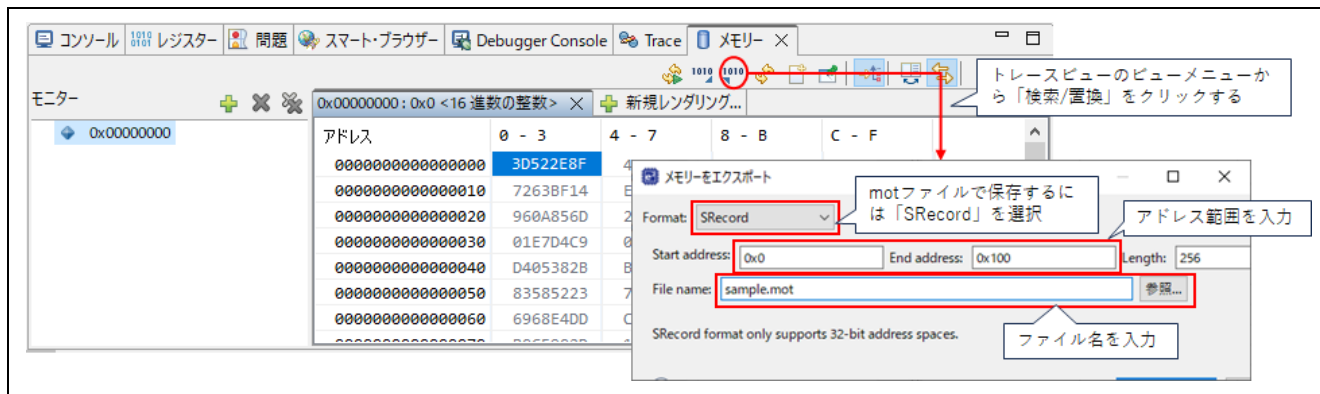 コンソール レジスター 問題 スマート・ブラウザー Debugger Console Trace メモリー
トレースビューのビューメニューか
ら「検索/置換」をクリックする
モニター
0x00000000
0x00000000 : 0x0 <16 進数の整数> 新規レンダリング...
アドレス 0 - 3 4 - 7 8 - B C - F
0000000000000000 3D522E8F 4
0000000000000010 7263BF14 E
0000000000000020 960A856D 2
0000000000000030 01E7D4C9 0
0000000000000040 D405382B B
0000000000000050 83585223 7
0000000000000060 6968E4DD C
メモリーをエクスポート
motファイルで保存するに
は「SRecord」を選択
Format: SRecord
アドレス範囲を入力
Start address: 0x0 End address: 0x100 Length: 256
File name: sample.mot 参照...
SRecord format only supports 32-bit address spaces.
ファイル名を入力